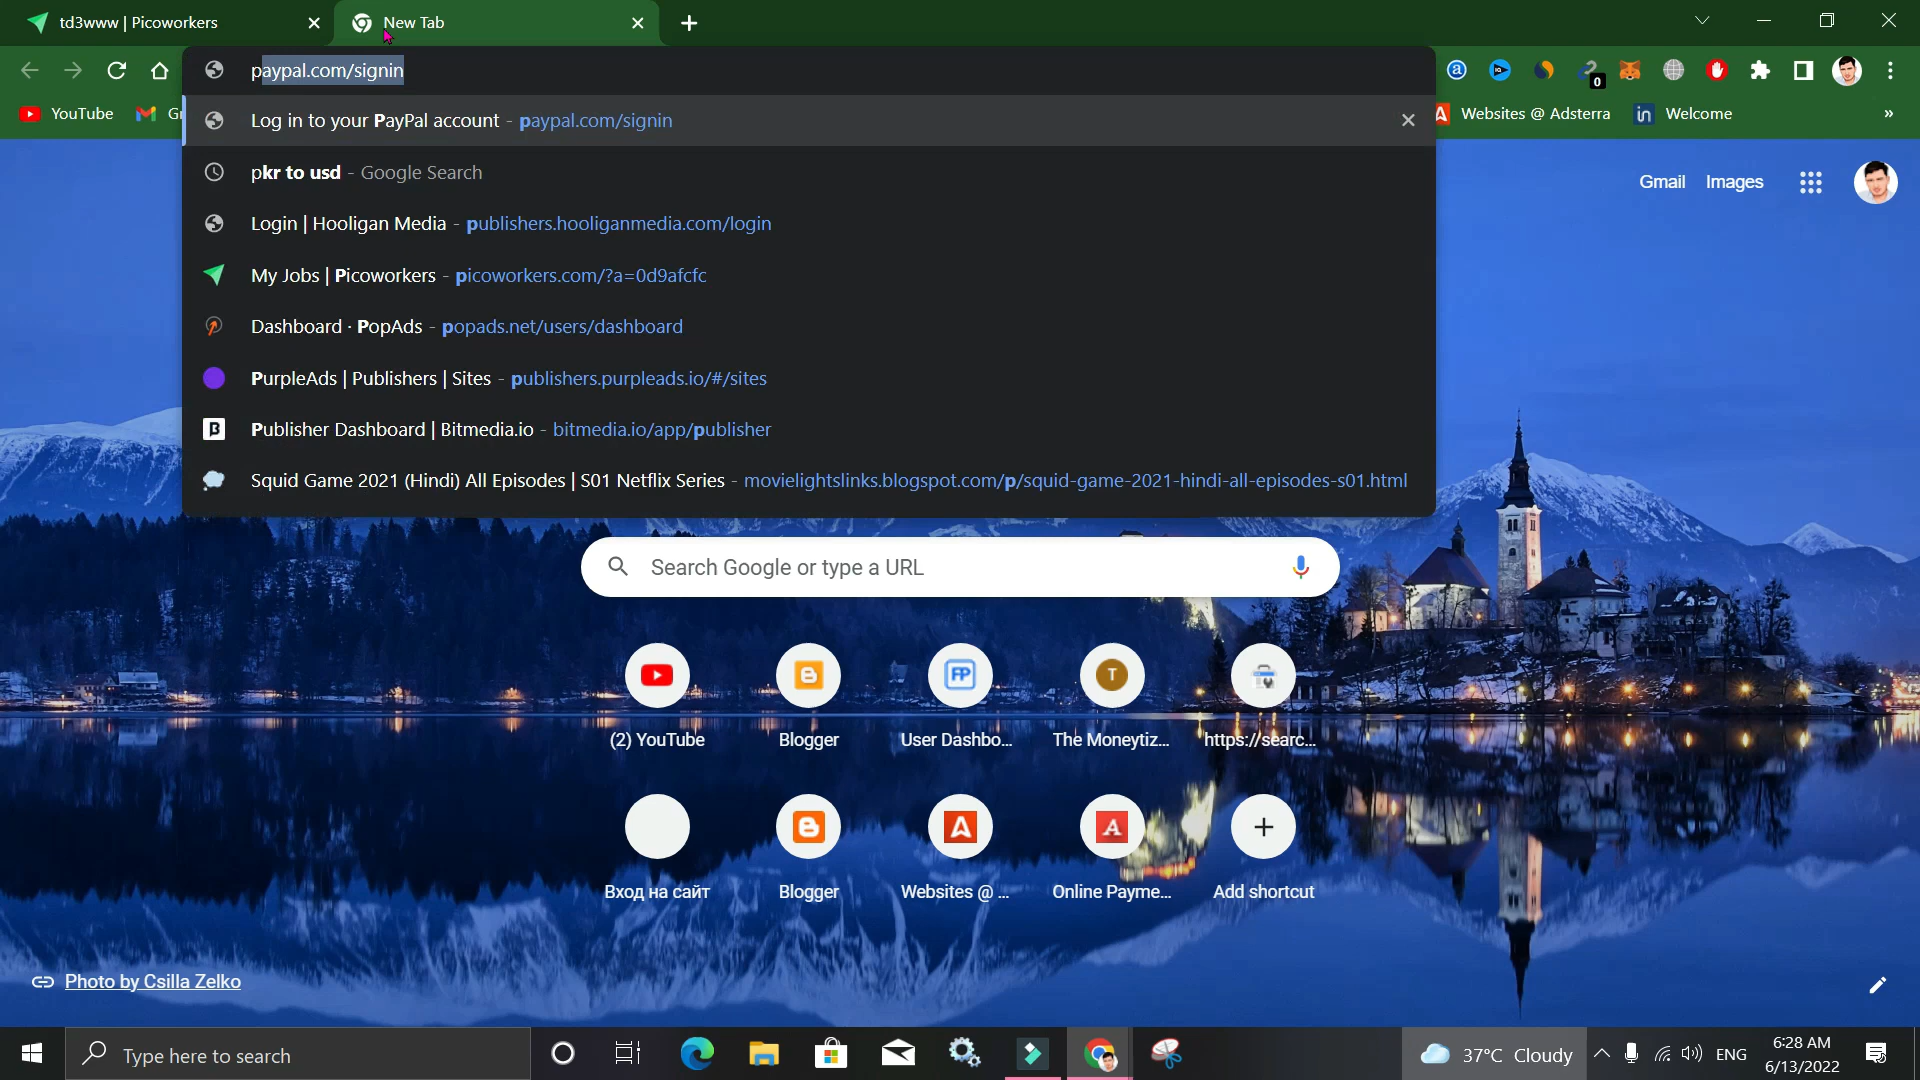 td3www | Picoworkers
New Tab
paypal.com/signin
0
YouTube
Websites @ Adsterra
Welcome
»
Log in to your PayPal account - paypal.com/signin
pkr to usd - Google Search
Login | Hooligan Media - publishers.hooliganmedia.com/login
My Jobs | Picoworkers - picoworkers.com/?a=0d9afcfc
Dashboard · PopAds - popads.net/users/dashboard
PurpleAds | Publishers | Sites - publishers.purpleads.io/#/sites
Publisher Dashboard | Bitmedia.io - bitmedia.io/app/publisher
Squid Game 2021 (Hindi) All Episodes | S01 Netflix Series - movielightslinks.blogspot.com/p/squid-game-2021-hindi-all-episodes-s01.html
Gmail Images
Search Google or type a URL
(2) YouTube
Blogger
User Dashbo...
The Moneytiz...
https://searc...
Вход на сайт
Blogger
Websites @ ...
Online Payme...
Add shortcut
Photo by Csilla Zelko
Type here to search
37°C Cloudy
ENG
6:28 AM
6/13/2022